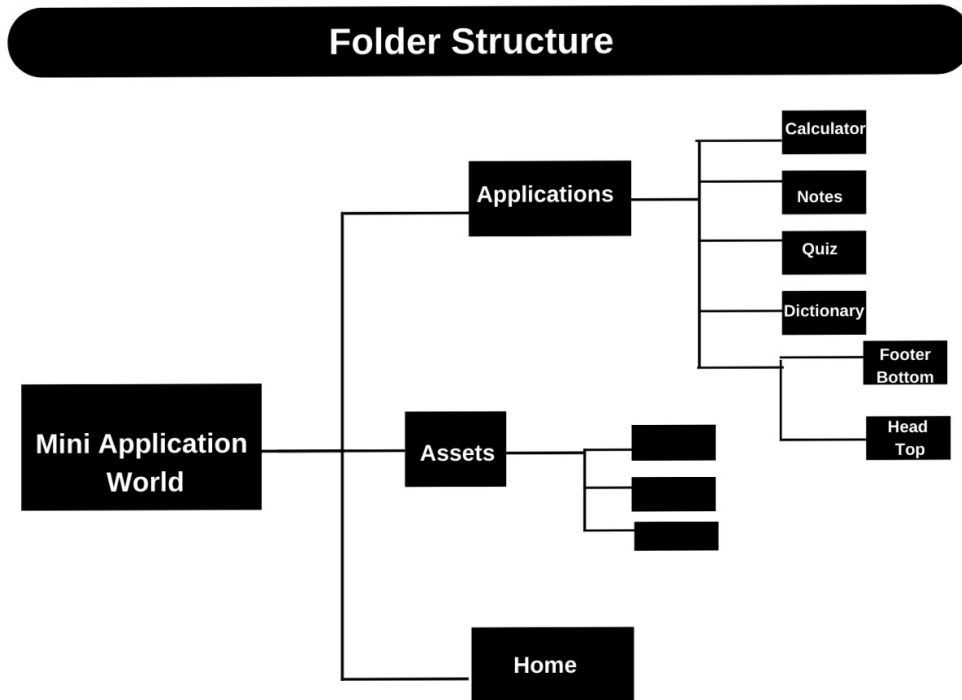 Folder Structure
Calculator
Applications
Notes
Quiz
Dictionary
Footer
Bottom
Head
Top
Mini Application
World
Assets
Home